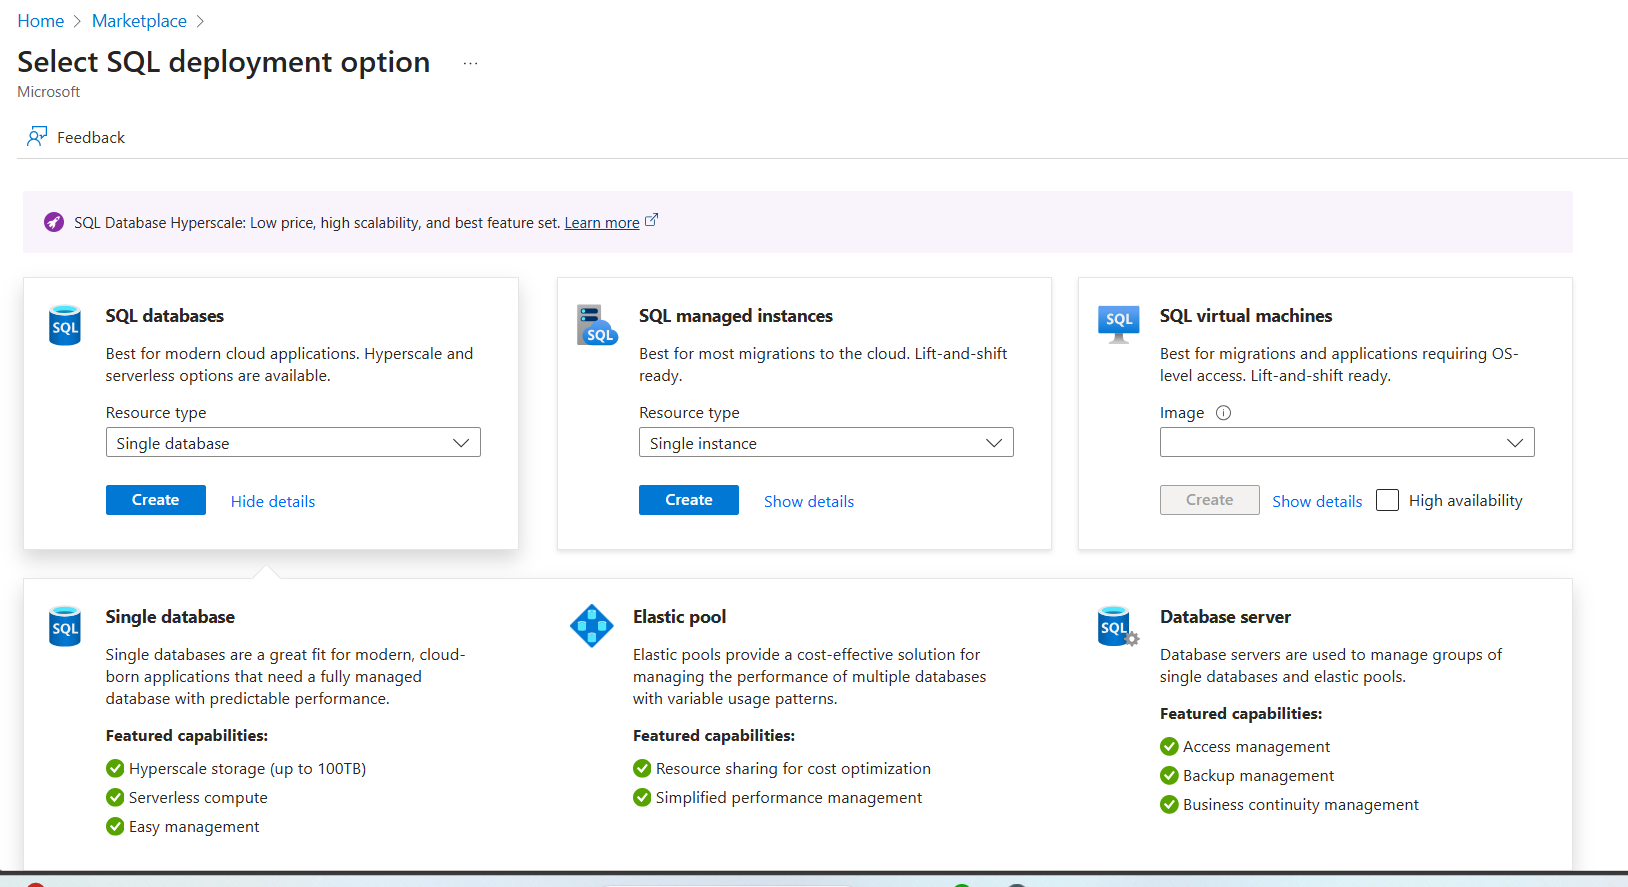 Home > Marketplace >
Select SQL deployment option ...
Microsoft
Feedback
SQL Database Hyperscale: Low price, high scalability, and best feature set. Learn more
SQL
SQL databases
Best for modern cloud applications. Hyperscale and
serverless options are available.
Resource type
Single database
Create
Hide details
SQL
SQL managed instances
Best for most migrations to the cloud. Lift-and-shift
ready.
Resource type
Single instance
Create
Show details
SQL
SQL virtual machines
Best for migrations and applications requiring OS-
level access. Lift-and-shift ready.
Image
Create
Show details
High availability
SQL
Single database
Single databases are a great fit for modern, cloud-
born applications that need a fully managed
database with predictable performance.
Featured capabilities:
Hyperscale storage (up to 100TB)
Serverless compute
Easy management
Elastic pool
Elastic pools provide a cost-effective solution for
managing the performance of multiple databases
with variable usage patterns.
Featured capabilities:
Resource sharing for cost optimization
Simplified performance management
SQL
Database server
Database servers are used to manage groups of
single databases and elastic pools.
Featured capabilities:
Access management
Backup management
Business continuity management